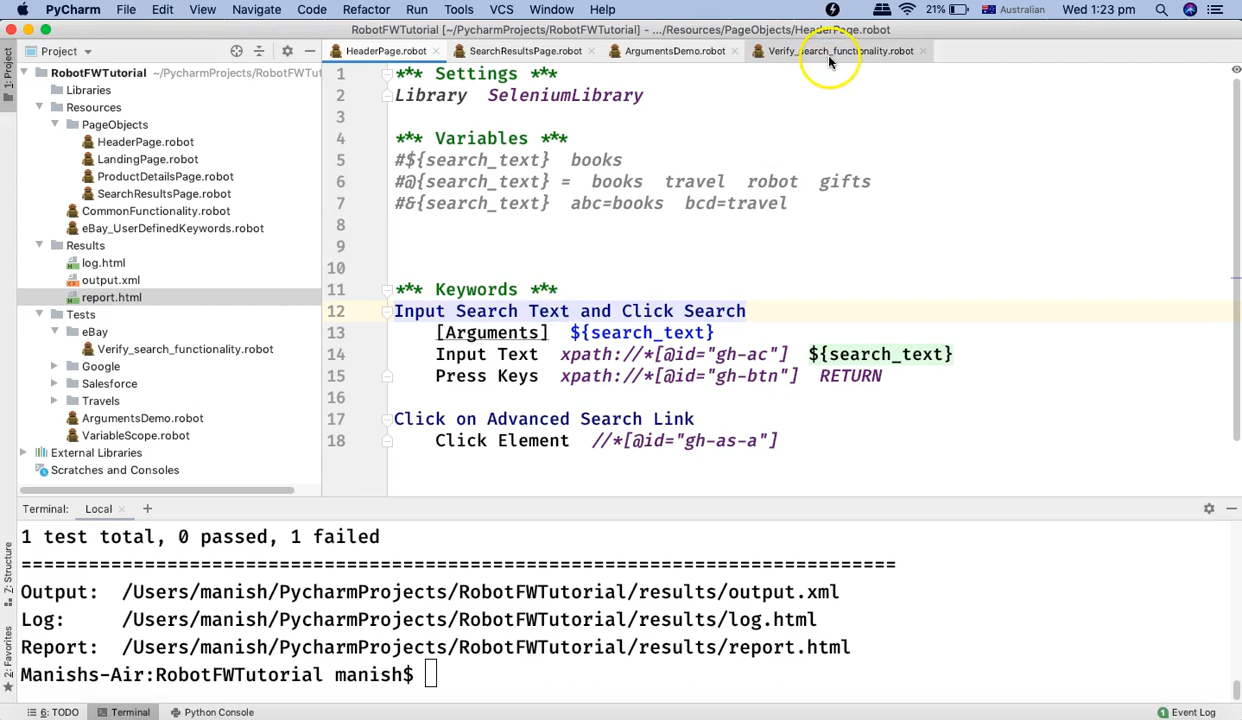 PyCharm File Edit View Navigate Code Refactor Run Tools VCS Window Help 21% Australian Wed 1:23 pm
RobotFWTutorial [~/PycharmProjects/RobotFWTutorial] - .../Resources/PageObjects/HeaderPage.robot
Project HeaderPage.robot SearchResultsPage.robot ArgumentsDemo.robot Verify_search_functionality.robot
1: Project
RobotFWTutorial ~/PycharmProjects/RobotFWTut
Libraries
Resources
PageObjects
HeaderPage.robot
LandingPage.robot
ProductDetailsPage.robot
SearchResultsPage.robot
CommonFunctionality.robot
eBay_UserDefinedKeywords.robot
Results
log.html
output.xml
report.html
Tests
eBay
Verify_search_functionality.robot
Google
Salesforce
Travels
ArgumentsDemo.robot
VariableScope.robot
External Libraries
Scratches and Consoles
1 *** Settings ***
2 Library SeleniumLibrary
3
4 *** Variables ***
5 #${search_text} books
6 #@{search_text} = books travel robot gifts
7 #&{search_text} abc=books bcd=travel
8
9
10
11 *** Keywords ***
12 Input Search Text and Click Search
13 [Arguments] ${search_text}
14 Input Text xpath://*[@id="gh-ac"] ${search_text}
15 Press Keys xpath://*[@id="gh-btn"] RETURN
16
17 Click on Advanced Search Link
18 Click Element //*[@id="gh-as-a"]
Terminal: Local +
1 test total, 0 passed, 1 failed
==============================================================================
Output: /Users/manish/PycharmProjects/RobotFWTutorial/results/output.xml
Log: /Users/manish/PycharmProjects/RobotFWTutorial/results/log.html
Report: /Users/manish/PycharmProjects/RobotFWTutorial/results/report.html
Manishs-Air:RobotFWTutorial manish$
7: Structure
2: Favorites
6: TODO Terminal Python Console 1 Event Log